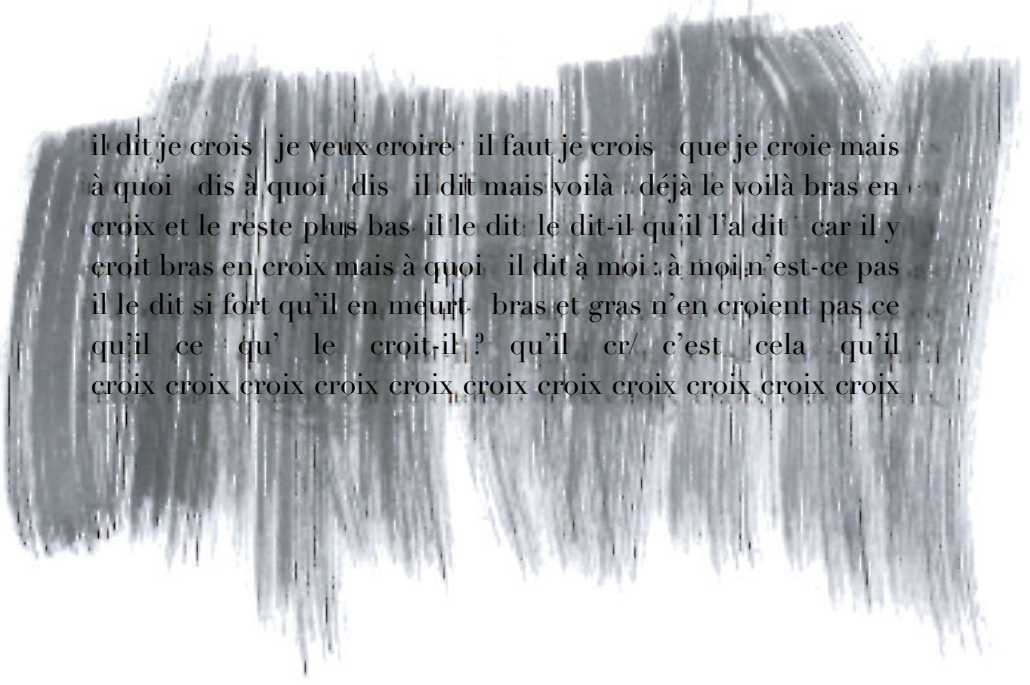 il dit je crois   je veux croire   il faut je crois   que je croie mais
à quoi   dis à quoi   dis   il dit mais voilà   déjà le voilà bras en
croix et le reste plus bas  il le dit  le dit-il qu’il l’a dit   car il y
croit bras en croix mais à quoi   il dit à moi : à moi n’est-ce pas
il le dit si fort qu’il en meurt   bras et gras n’en croient pas ce
qu’il   ce   qu’   le   croit-il ?   qu’il   cr/   c’est   cela   qu’il
croix croix croix croix croix croix croix croix croix croix croix